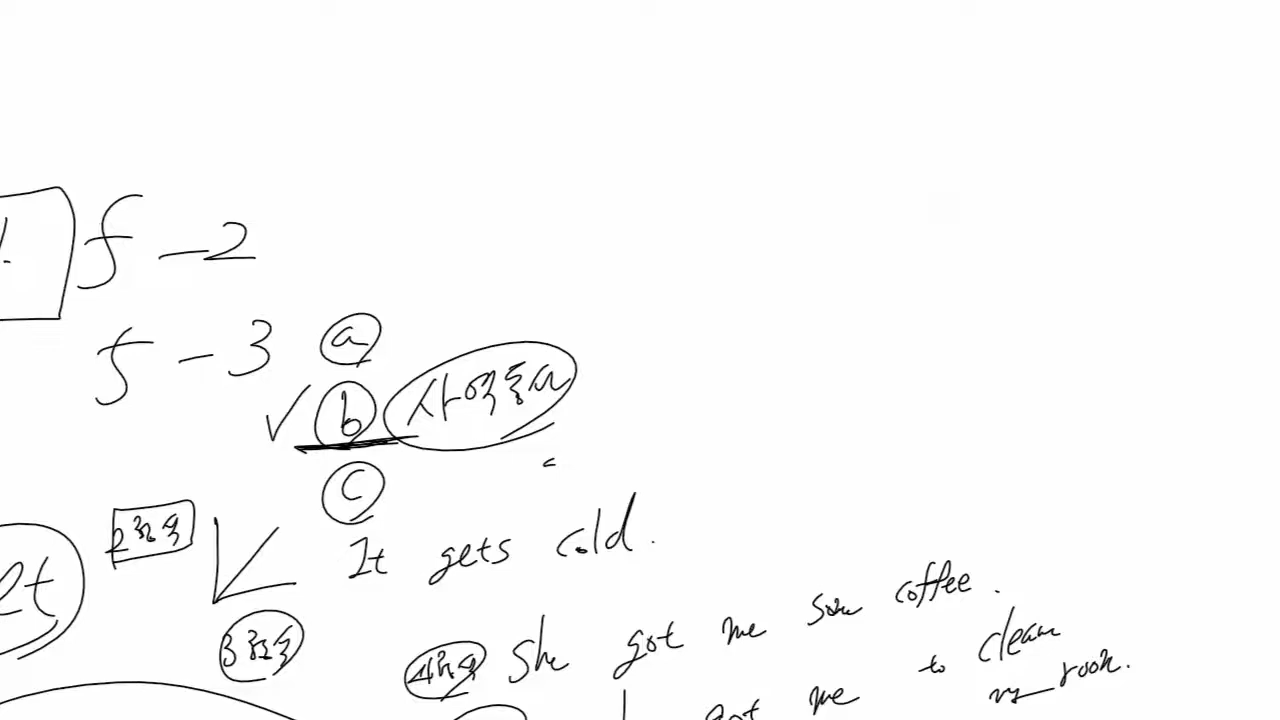 f - 2
f - 3 ⓐ
✓ ⓑ 사역동사
ⓒ
2형식 It gets cold.
et
3형식
4형식 She got me some coffee.
got me to clean
my room.